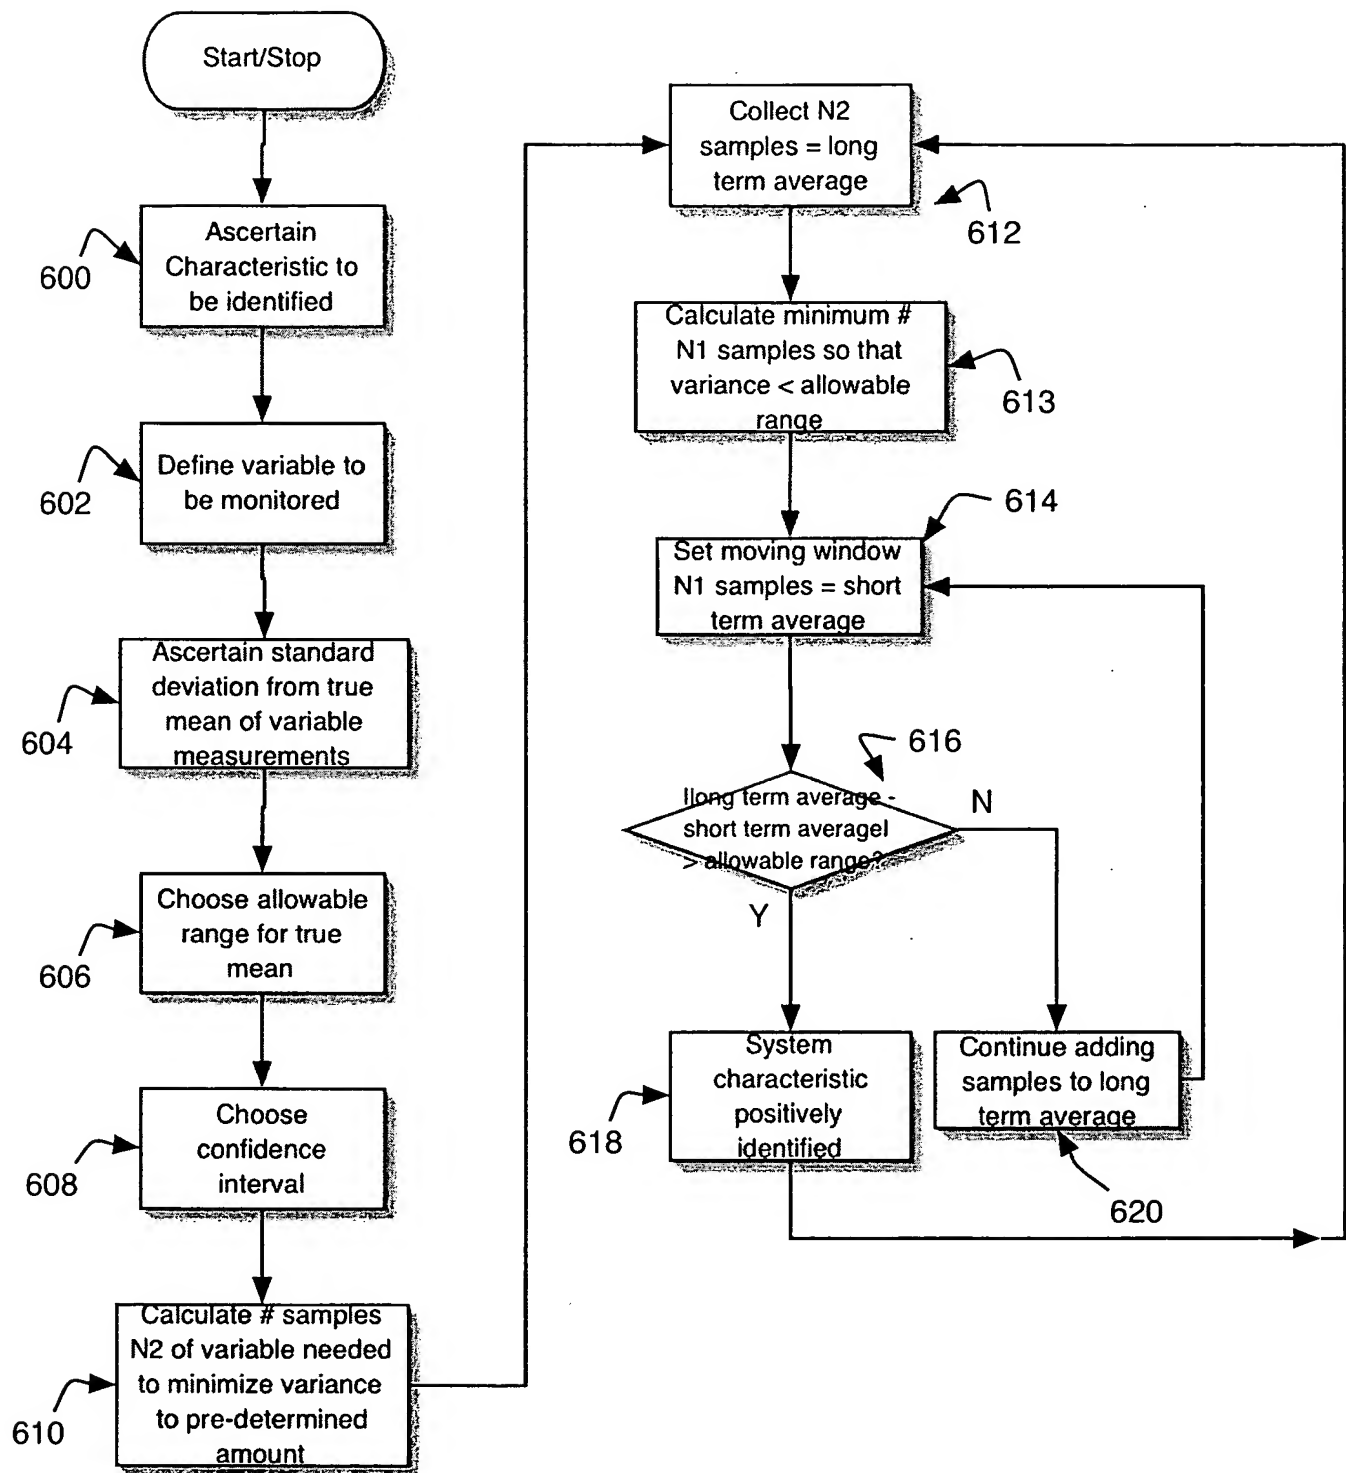 Start/Stop
600
Ascertain
Characteristic to
be identified
602
Define variable to
be monitored
604
Ascertain standard
deviation from true
mean of variable
measurements
606
Choose allowable
range for true
mean
608
Choose
confidence
interval
610
Calculate # samples
N2 of variable needed
to minimize variance
to pre-determined
amount
Collect N2
samples = long
term average
612
Calculate minimum #
N1 samples so that
variance < allowable
range
613
614
Set moving window
N1 samples = short
term average
616
|long term average -
short term average|
> allowable range?
N
Y
618
System
characteristic
positively
identified
Continue adding
samples to long
term average
620